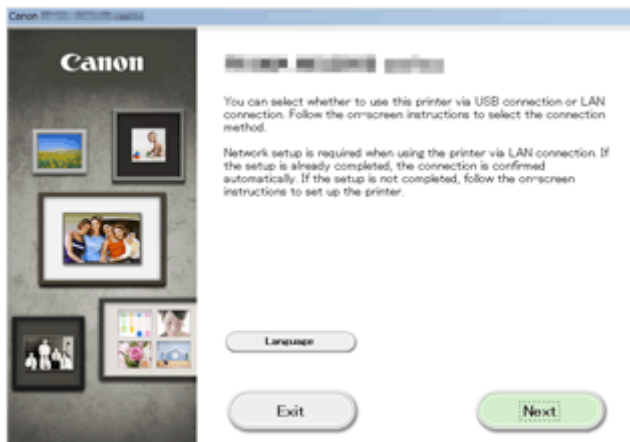 Canon
Canon
You can select whether to use this printer via USB connection or LAN
connection. Follow the on-screen instructions to select the connection
method.
Network setup is required when using the printer via LAN connection. If
the setup is already completed, the connection is confirmed
automatically. If the setup is not completed, follow the on-screen
instructions to set up the printer.
Language
Exit
Next